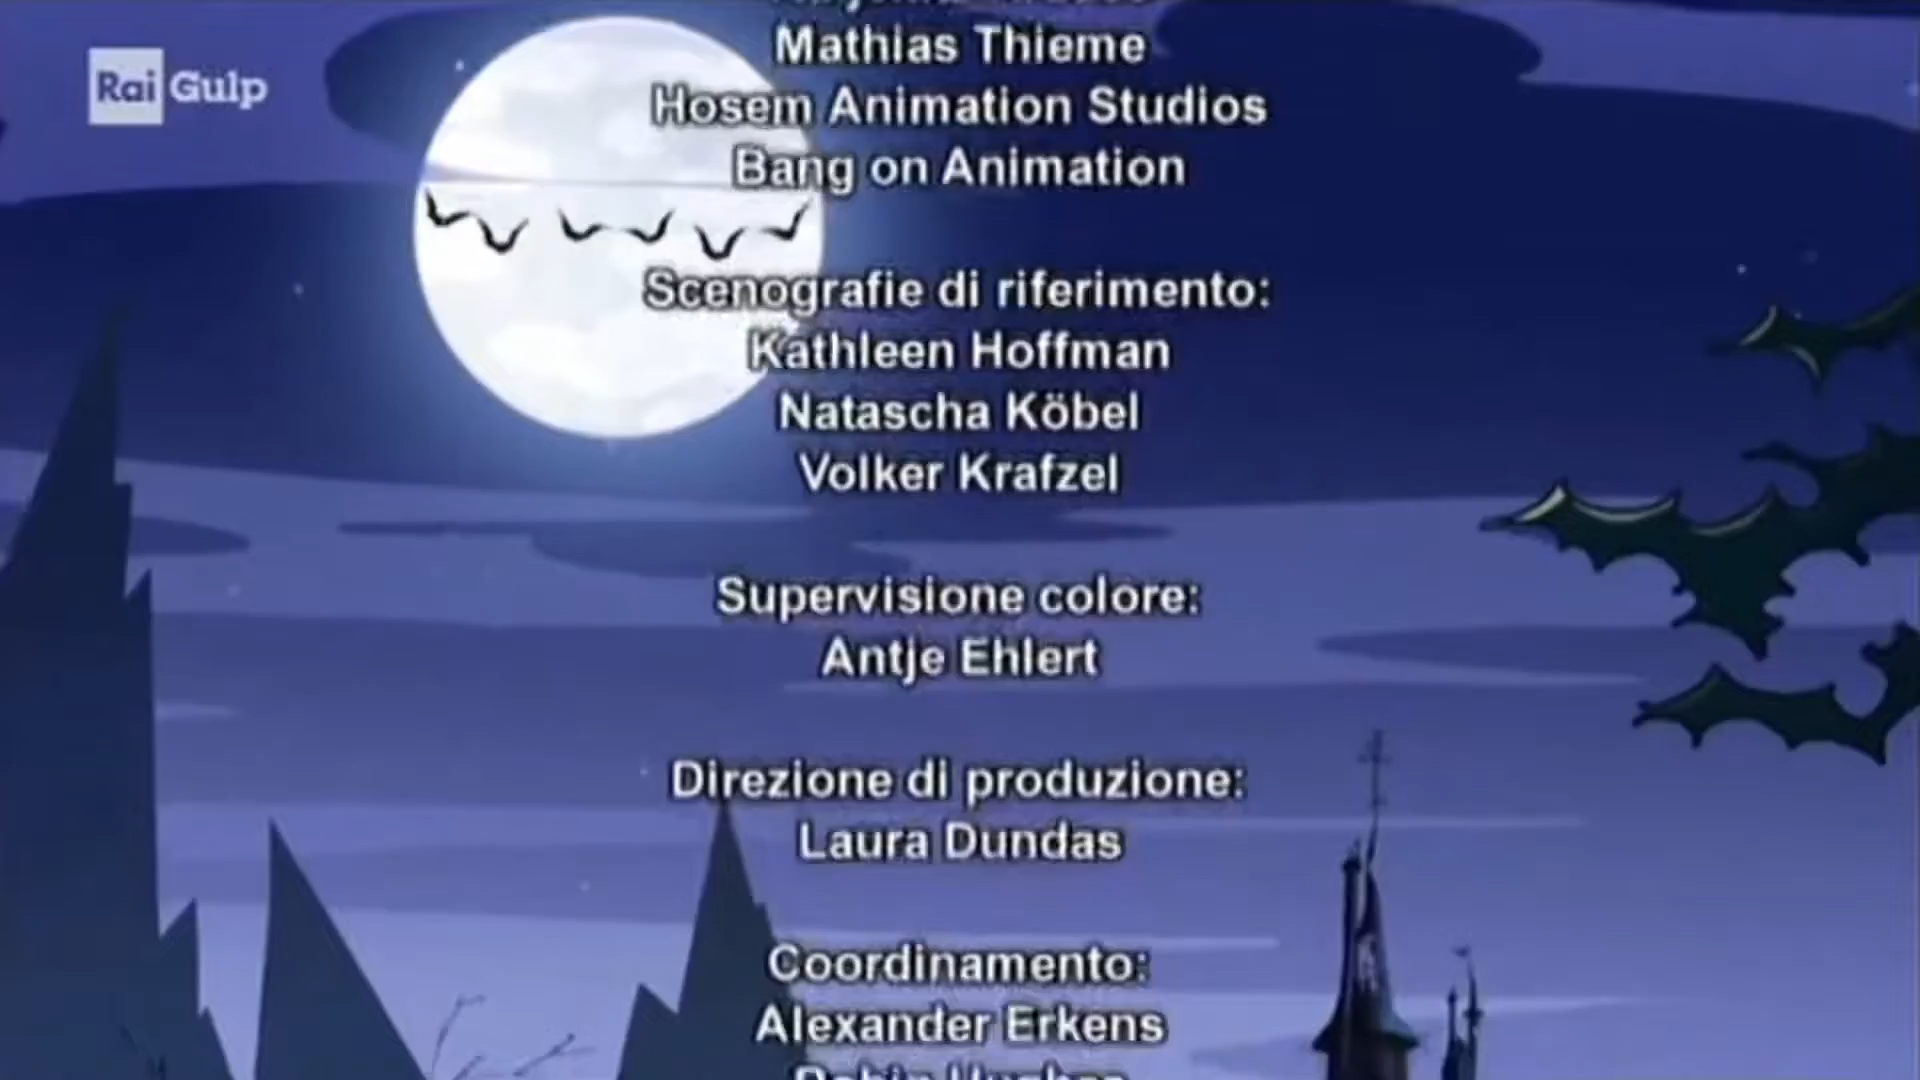 Rai Gulp
Mathias Thieme
Hosem Animation Studios
Bang on Animation
Scenografie di riferimento:
Kathleen Hoffman
Natascha Köbel
Volker Krafzel
Supervisione colore:
Antje Ehlert
Direzione di produzione:
Laura Dundas
Coordinamento:
Alexander Erkens